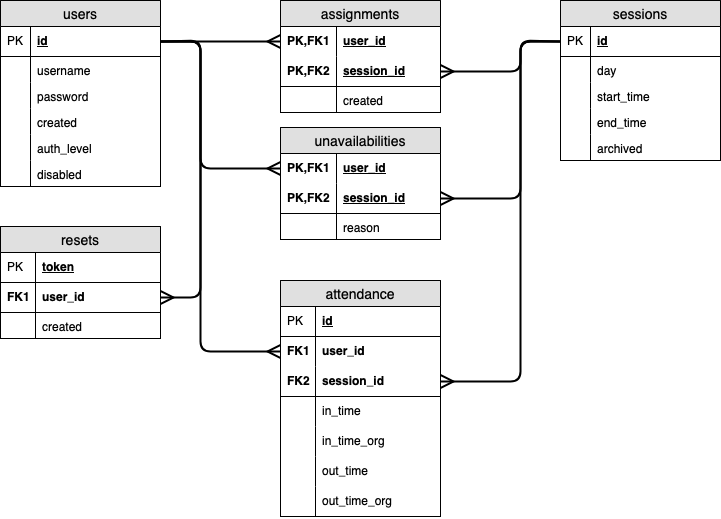 users
PK id
username
password
created
auth_level
disabled
resets
PK token
FK1 user_id
created
assignments
PK,FK1 user_id
PK,FK2 session_id
created
unavailabilities
PK,FK1 user_id
PK,FK2 session_id
reason
attendance
PK id
FK1 user_id
FK2 session_id
in_time
in_time_org
out_time
out_time_org
sessions
PK id
day
start_time
end_time
archived